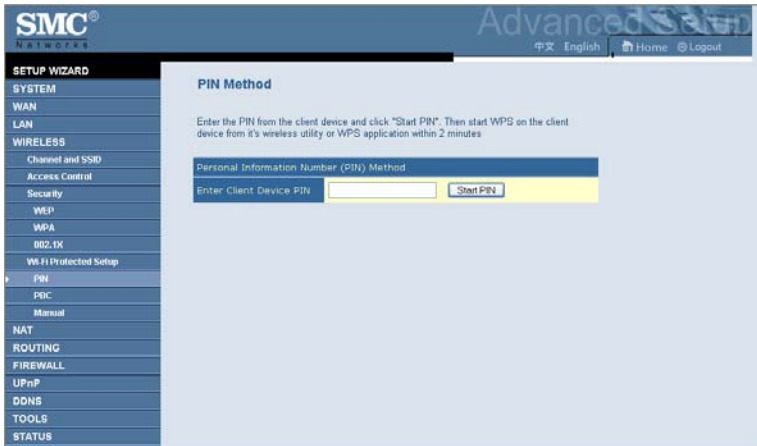 SMC®
Networks
Advanced Setup
中文 English Home Logout
SETUP WIZARD
SYSTEM
WAN
LAN
WIRELESS
Channel and SSID
Access Control
Security
WEP
WPA
802.1X
Wi-Fi Protected Setup
PIN
PBC
Manual
NAT
ROUTING
FIREWALL
UPnP
DDNS
TOOLS
STATUS
PIN Method
Enter the PIN from the client device and click "Start PIN". Then start WPS on the client
device from it's wireless utility or WPS application within 2 minutes
Personal Information Number (PIN) Method
Enter Client Device PIN Start PIN